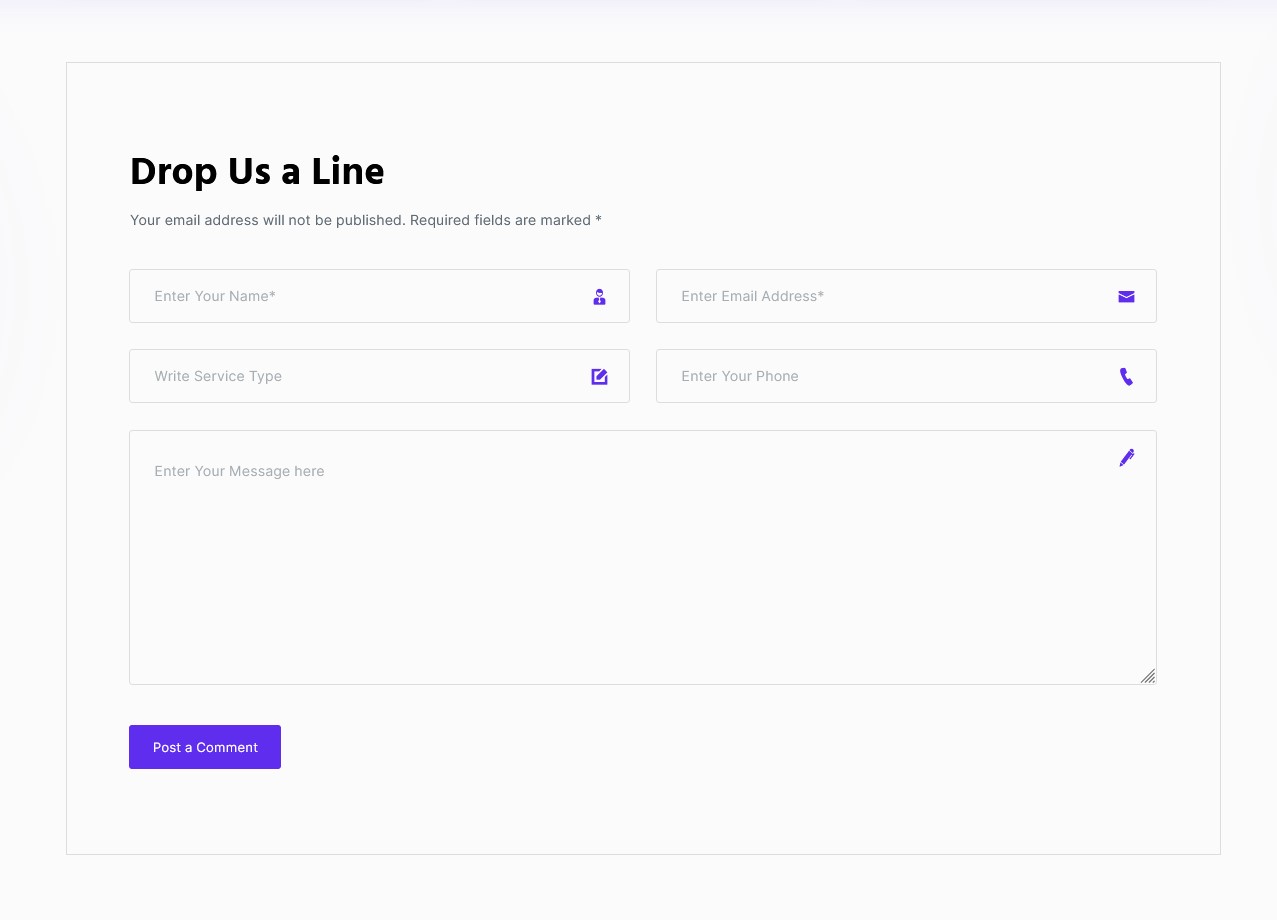 Drop Us a Line
Your email address will not be published. Required fields are marked *
Enter Your Name*
Enter Email Address*
Write Service Type
Enter Your Phone
Enter Your Message here
Post a Comment